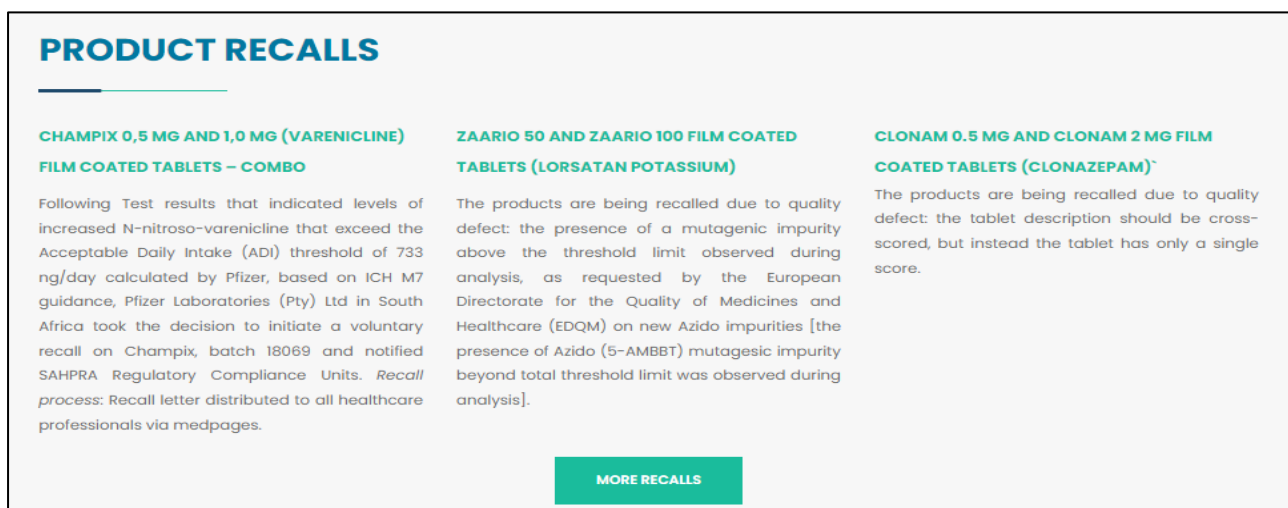 PRODUCT RECALLS
CHAMPIX 0,5 MG AND 1,0 MG (VARENICLINE)
FILM COATED TABLETS – COMBO
Following Test results that indicated levels of
increased N-nitroso-varenicline that exceed the
Acceptable Daily Intake (ADI) threshold of 733
ng/day calculated by Pfizer, based on ICH M7
guidance, Pfizer Laboratories (Pty) Ltd in South
Africa took the decision to initiate a voluntary
recall on Champix, batch 18069 and notified
SAHPRA Regulatory Compliance Units. Recall
process: Recall letter distributed to all healthcare
professionals via medpages.
ZAARIO 50 AND ZAARIO 100 FILM COATED
TABLETS (LORSATAN POTASSIUM)
The products are being recalled due to quality
defect: the presence of a mutagenic impurity
above the threshold limit observed during
analysis, as requested by the European
Directorate for the Quality of Medicines and
Healthcare (EDQM) on new Azido impurities [the
presence of Azido (5-AMBBT) mutagesic impurity
beyond total threshold limit was observed during
analysis].
CLONAM 0.5 MG AND CLONAM 2 MG FILM
COATED TABLETS (CLONAZEPAM)`
The products are being recalled due to quality
defect: the tablet description should be cross-
scored, but instead the tablet has only a single
score.
MORE RECALLS